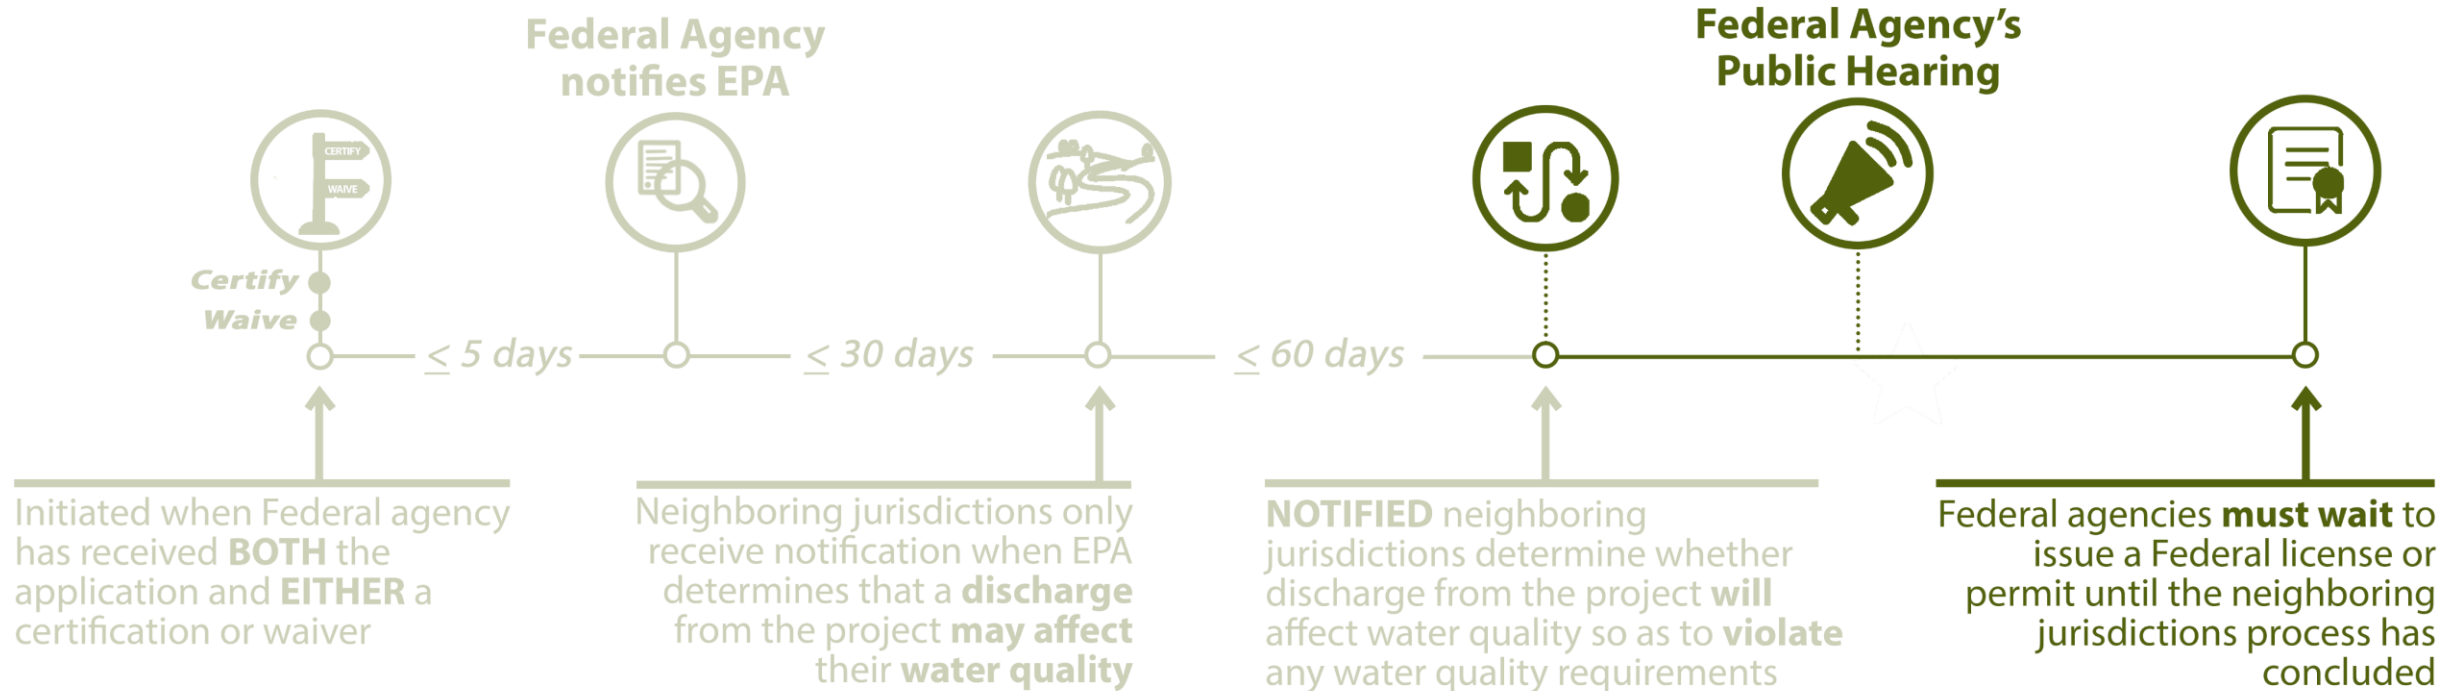 Federal Agency
notifies EPA
Federal Agency's
Public Hearing
CERTIFY
WAIVE
Certify
Waive
≤ 5 days
≤ 30 days
≤ 60 days
Initiated when Federal agency
has received BOTH the
application and EITHER a
certification or waiver
Neighboring jurisdictions only
receive notification when EPA
determines that a discharge
from the project may affect
their water quality
NOTIFIED neighboring
jurisdictions determine whether
discharge from the project will
affect water quality so as to violate
any water quality requirements
Federal agencies must wait to
issue a Federal license or
permit until the neighboring
jurisdictions process has
concluded